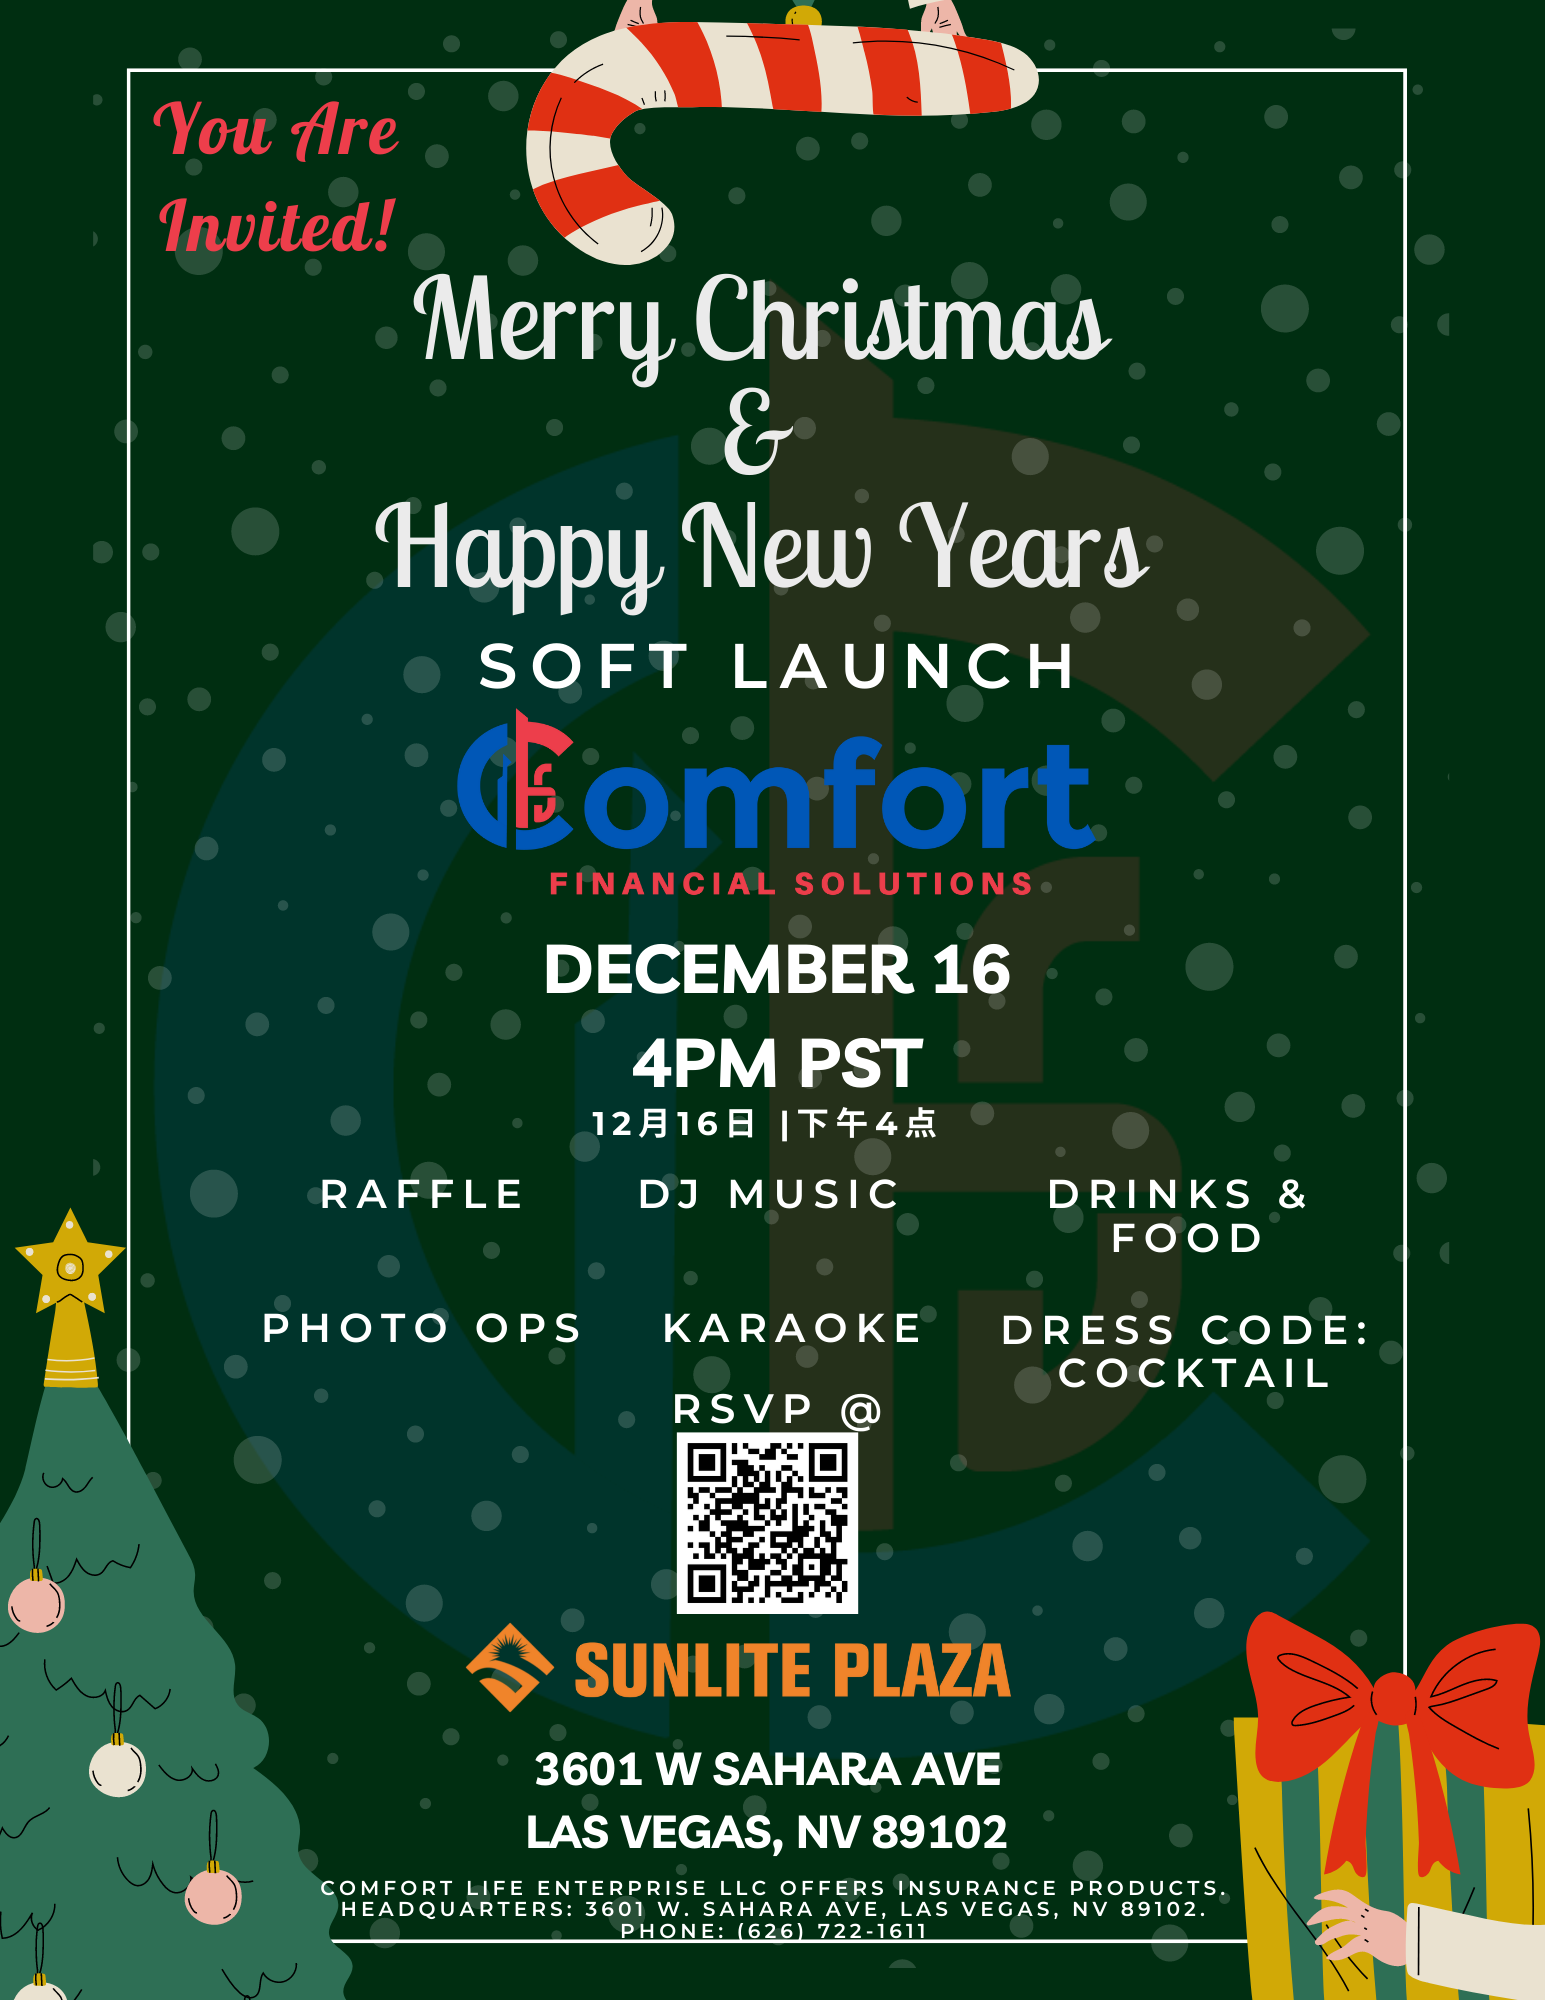 You Are
Invited!
Merry Christmas
&
Happy New Years
SOFT LAUNCH
Comfort
FINANCIAL SOLUTIONS
DECEMBER 16
4PM PST
12月16日 |下午4点
RAFFLE
DJ MUSIC
DRINKS &
FOOD
PHOTO OPS
KARAOKE
DRESS CODE:
COCKTAIL
RSVP @
SUNLITE PLAZA
3601 W SAHARA AVE
LAS VEGAS, NV 89102
COMFORT LIFE ENTERPRISE LLC OFFERS INSURANCE PRODUCTS.
HEADQUARTERS: 3601 W. SAHARA AVE, LAS VEGAS, NV 89102.
PHONE: (626) 722-1611